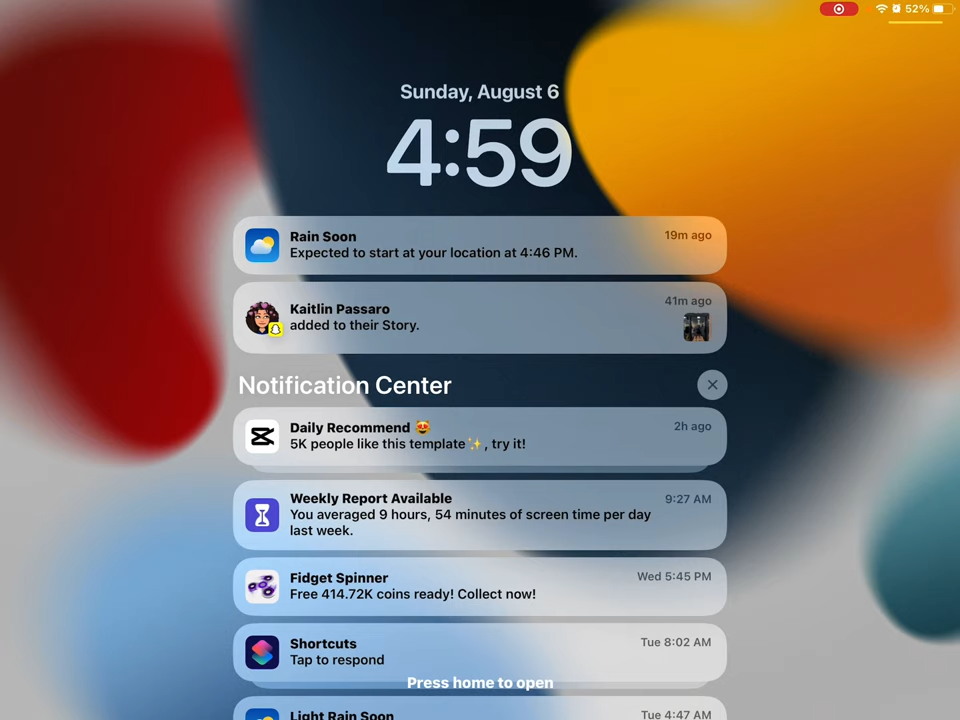 52%
Sunday, August 6
4:59
Rain Soon
19m ago
Expected to start at your location at 4:46 PM.
Kaitlin Passaro
41m ago
added to their Story.
Notification Center
Daily Recommend 😍
2h ago
5K people like this template✨, try it!
Weekly Report Available
9:27 AM
You averaged 9 hours, 54 minutes of screen time per day
last week.
Fidget Spinner
Wed 5:45 PM
Free 414.72K coins ready! Collect now!
Shortcuts
Tue 8:02 AM
Tap to respond
Press home to open
Light Rain Soon
Tue 4:47 AM